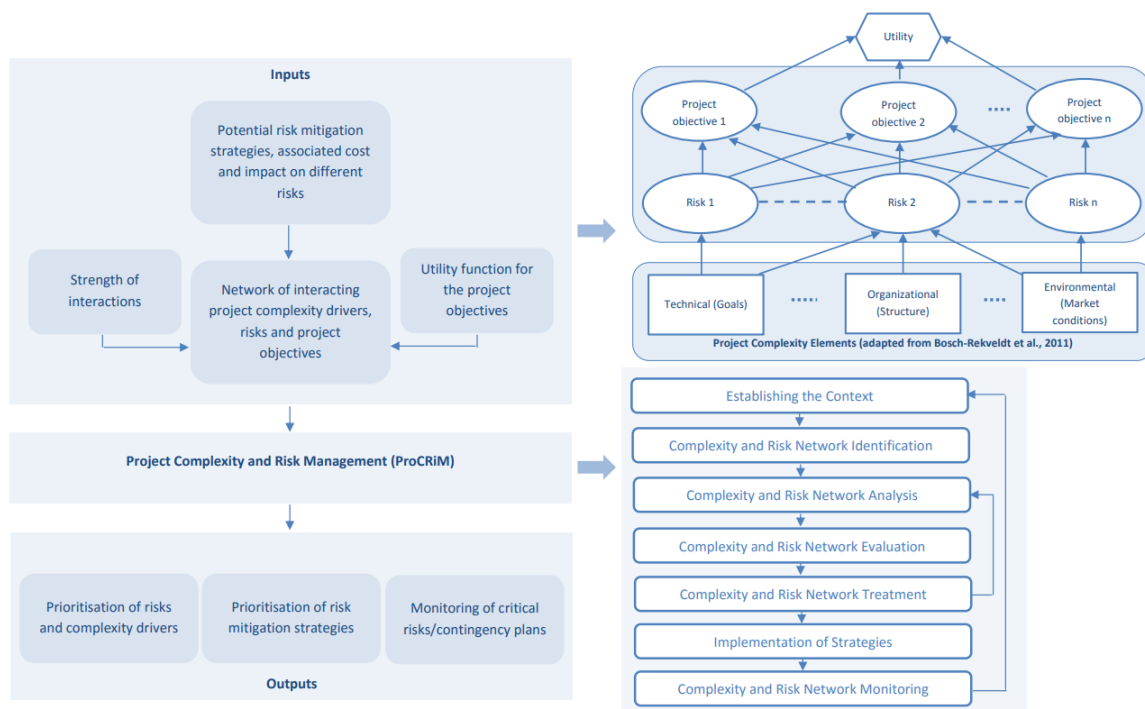 Inputs
Potential risk mitigation
strategies, associated cost
and impact on different
risks
Strength of
interactions
Network of interacting
project complexity drivers,
risks and project
objectives
Utility function for
the project
objectives
Project Complexity and Risk Management (ProCRiM)
Prioritisation of risks
and complexity drivers
Prioritisation of risk
mitigation strategies
Monitoring of critical
risks/contingency plans
Outputs
Utility
Project
objective 1
Project
objective 2
Project
objective n
Risk 1
Risk 2
Risk n
Technical (Goals)
Organizational
(Structure)
Environmental
(Market
conditions)
Project Complexity Elements (adapted from Bosch-Rekveldt et al., 2011)
Establishing the Context
Complexity and Risk Network Identification
Complexity and Risk Network Analysis
Complexity and Risk Network Evaluation
Complexity and Risk Network Treatment
Implementation of Strategies
Complexity and Risk Network Monitoring